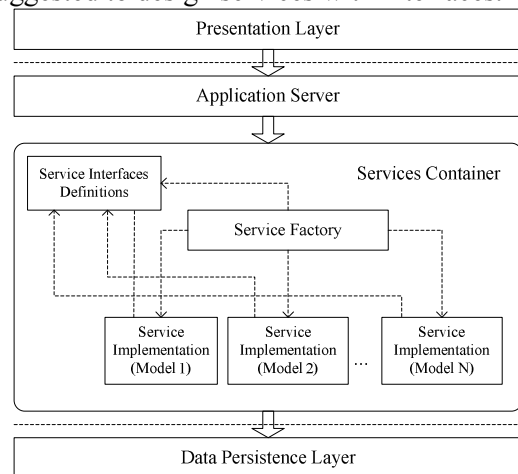 suggested to design services with interfaces.
Presentation Layer
Application Server
Services Container
Service Interfaces
Definitions
Service Factory
Service
Implementation
(Model 1)
Service
Implementation
(Model 2)
...
Service
Implementation
(Model N)
Data Persistence Layer